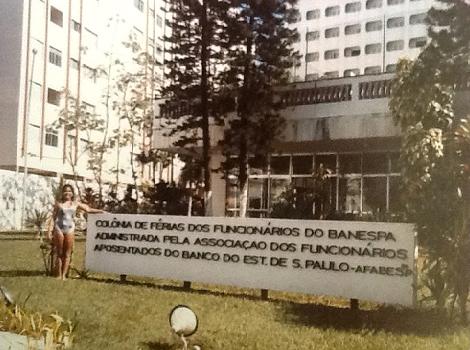 COLÔNIA DE FÉRIAS DOS FUNCIONÁRIOS DO BANESPA
ADMINISTRADA PELA ASSOCIAÇAO DOS FUNCIONÁRIOS
APOSENTADOS DO BANCO DO EST. DE S. PAULO-AFABESP